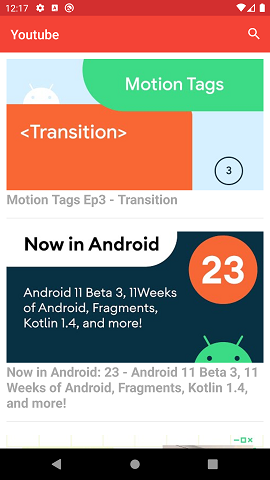 12:17
Youtube
Motion Tags
<Transition>
3
Motion Tags Ep3 - Transition
Now in Android
23
Android 11 Beta 3, 11Weeks
of Android, Fragments,
Kotlin 1.4, and more!
Now in Android: 23 - Android 11 Beta 3, 11
Weeks of Android, Fragments, Kotlin 1.4,
and more!